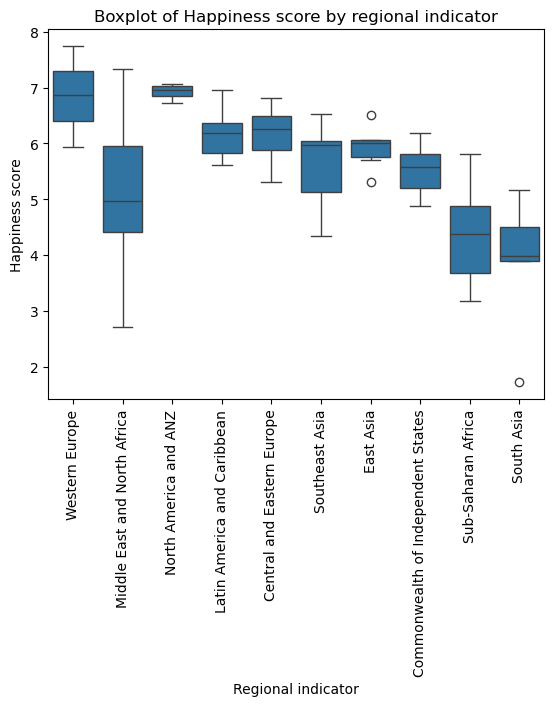 Boxplot of Happiness score by regional indicator
8
7
6
5
4
3
2
Happiness score
Western Europe
Middle East and North Africa
North America and ANZ
Latin America and Caribbean
Central and Eastern Europe
Southeast Asia
East Asia
Commonwealth of Independent States
Sub-Saharan Africa
South Asia
Regional indicator